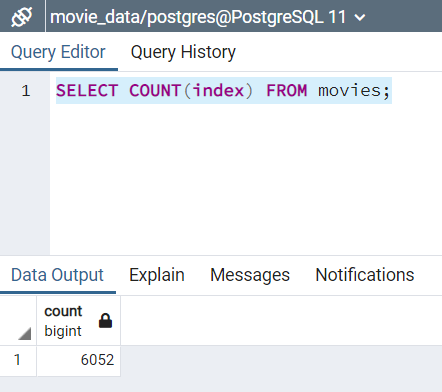 movie_data/postgres@PostgreSQL 11
Query Editor Query History
1 SELECT COUNT(index) FROM movies;
Data Output Explain Messages Notifications
count
bigint
1 6052